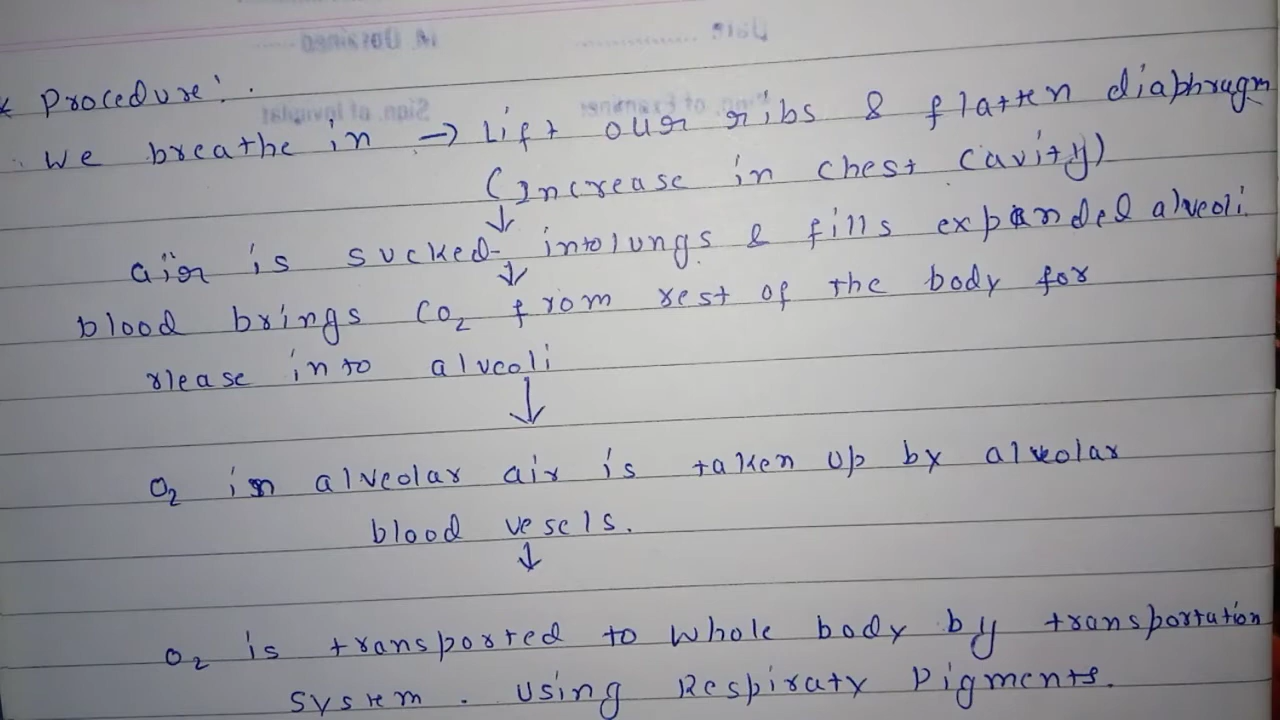 * Procedure:
we breathe in → Lift our ribs & flatten diaphragm
(Increase in chest cavity)
↓
air is sucked into lungs & fills expanded alveoli.
↓
blood brings CO₂ from rest of the body for
rlease into alveoli
↓
O₂ in alveolar air is taken up by alveolar
blood vesels.
↓
O₂ is transported to whole body by transportation
system. Using Respiraty Pigments.